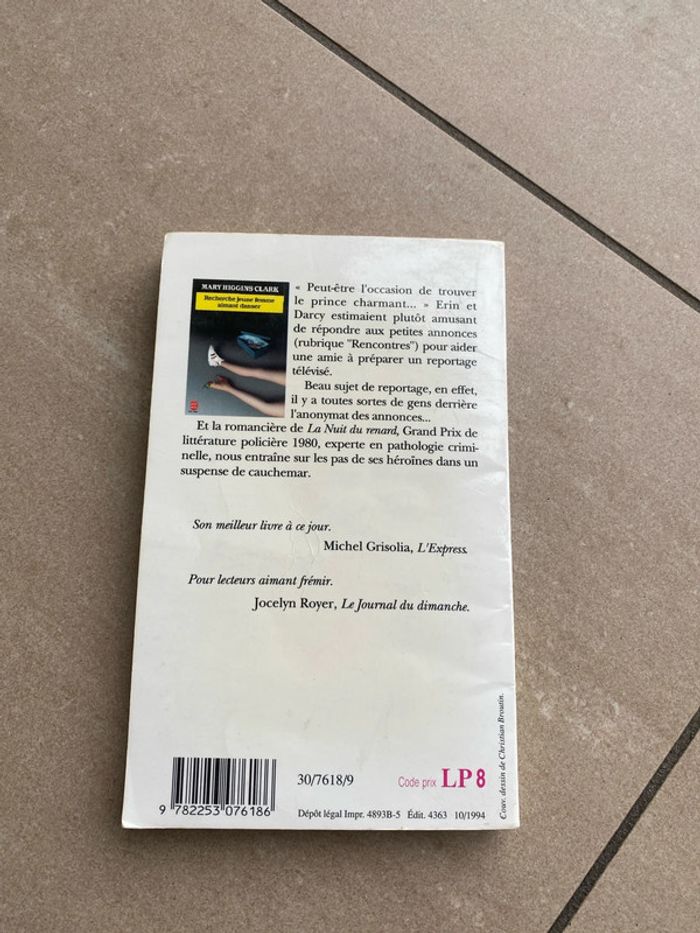 MARY HIGGINS CLARK
Recherche jeune femme
aimant danser
« Peut-être l'occasion de trouver
le prince charmant... » Erin et
Darcy estimaient plutôt amusant
de répondre aux petites annonces
(rubrique "Rencontres") pour aider
une amie à préparer un reportage
télévisé.
Beau sujet de reportage, en effet,
il y a toutes sortes de gens derrière
l'anonymat des annonces...
Et la romancière de La Nuit du renard, Grand Prix de
littérature policière 1980, experte en pathologie crimi-
nelle, nous entraîne sur les pas de ses héroïnes dans un
suspense de cauchemar.
Son meilleur livre à ce jour.
Michel Grisolia, L'Express.
Pour lecteurs aimant frémir.
Jocelyn Royer, Le Journal du dimanche.
Couv. dessin de Christian Broutin.
30/7618/9
Code prix LP 8
9 782253 076186
Dépôt légal Impr. 4893B-5 Édit. 4363 10/1994